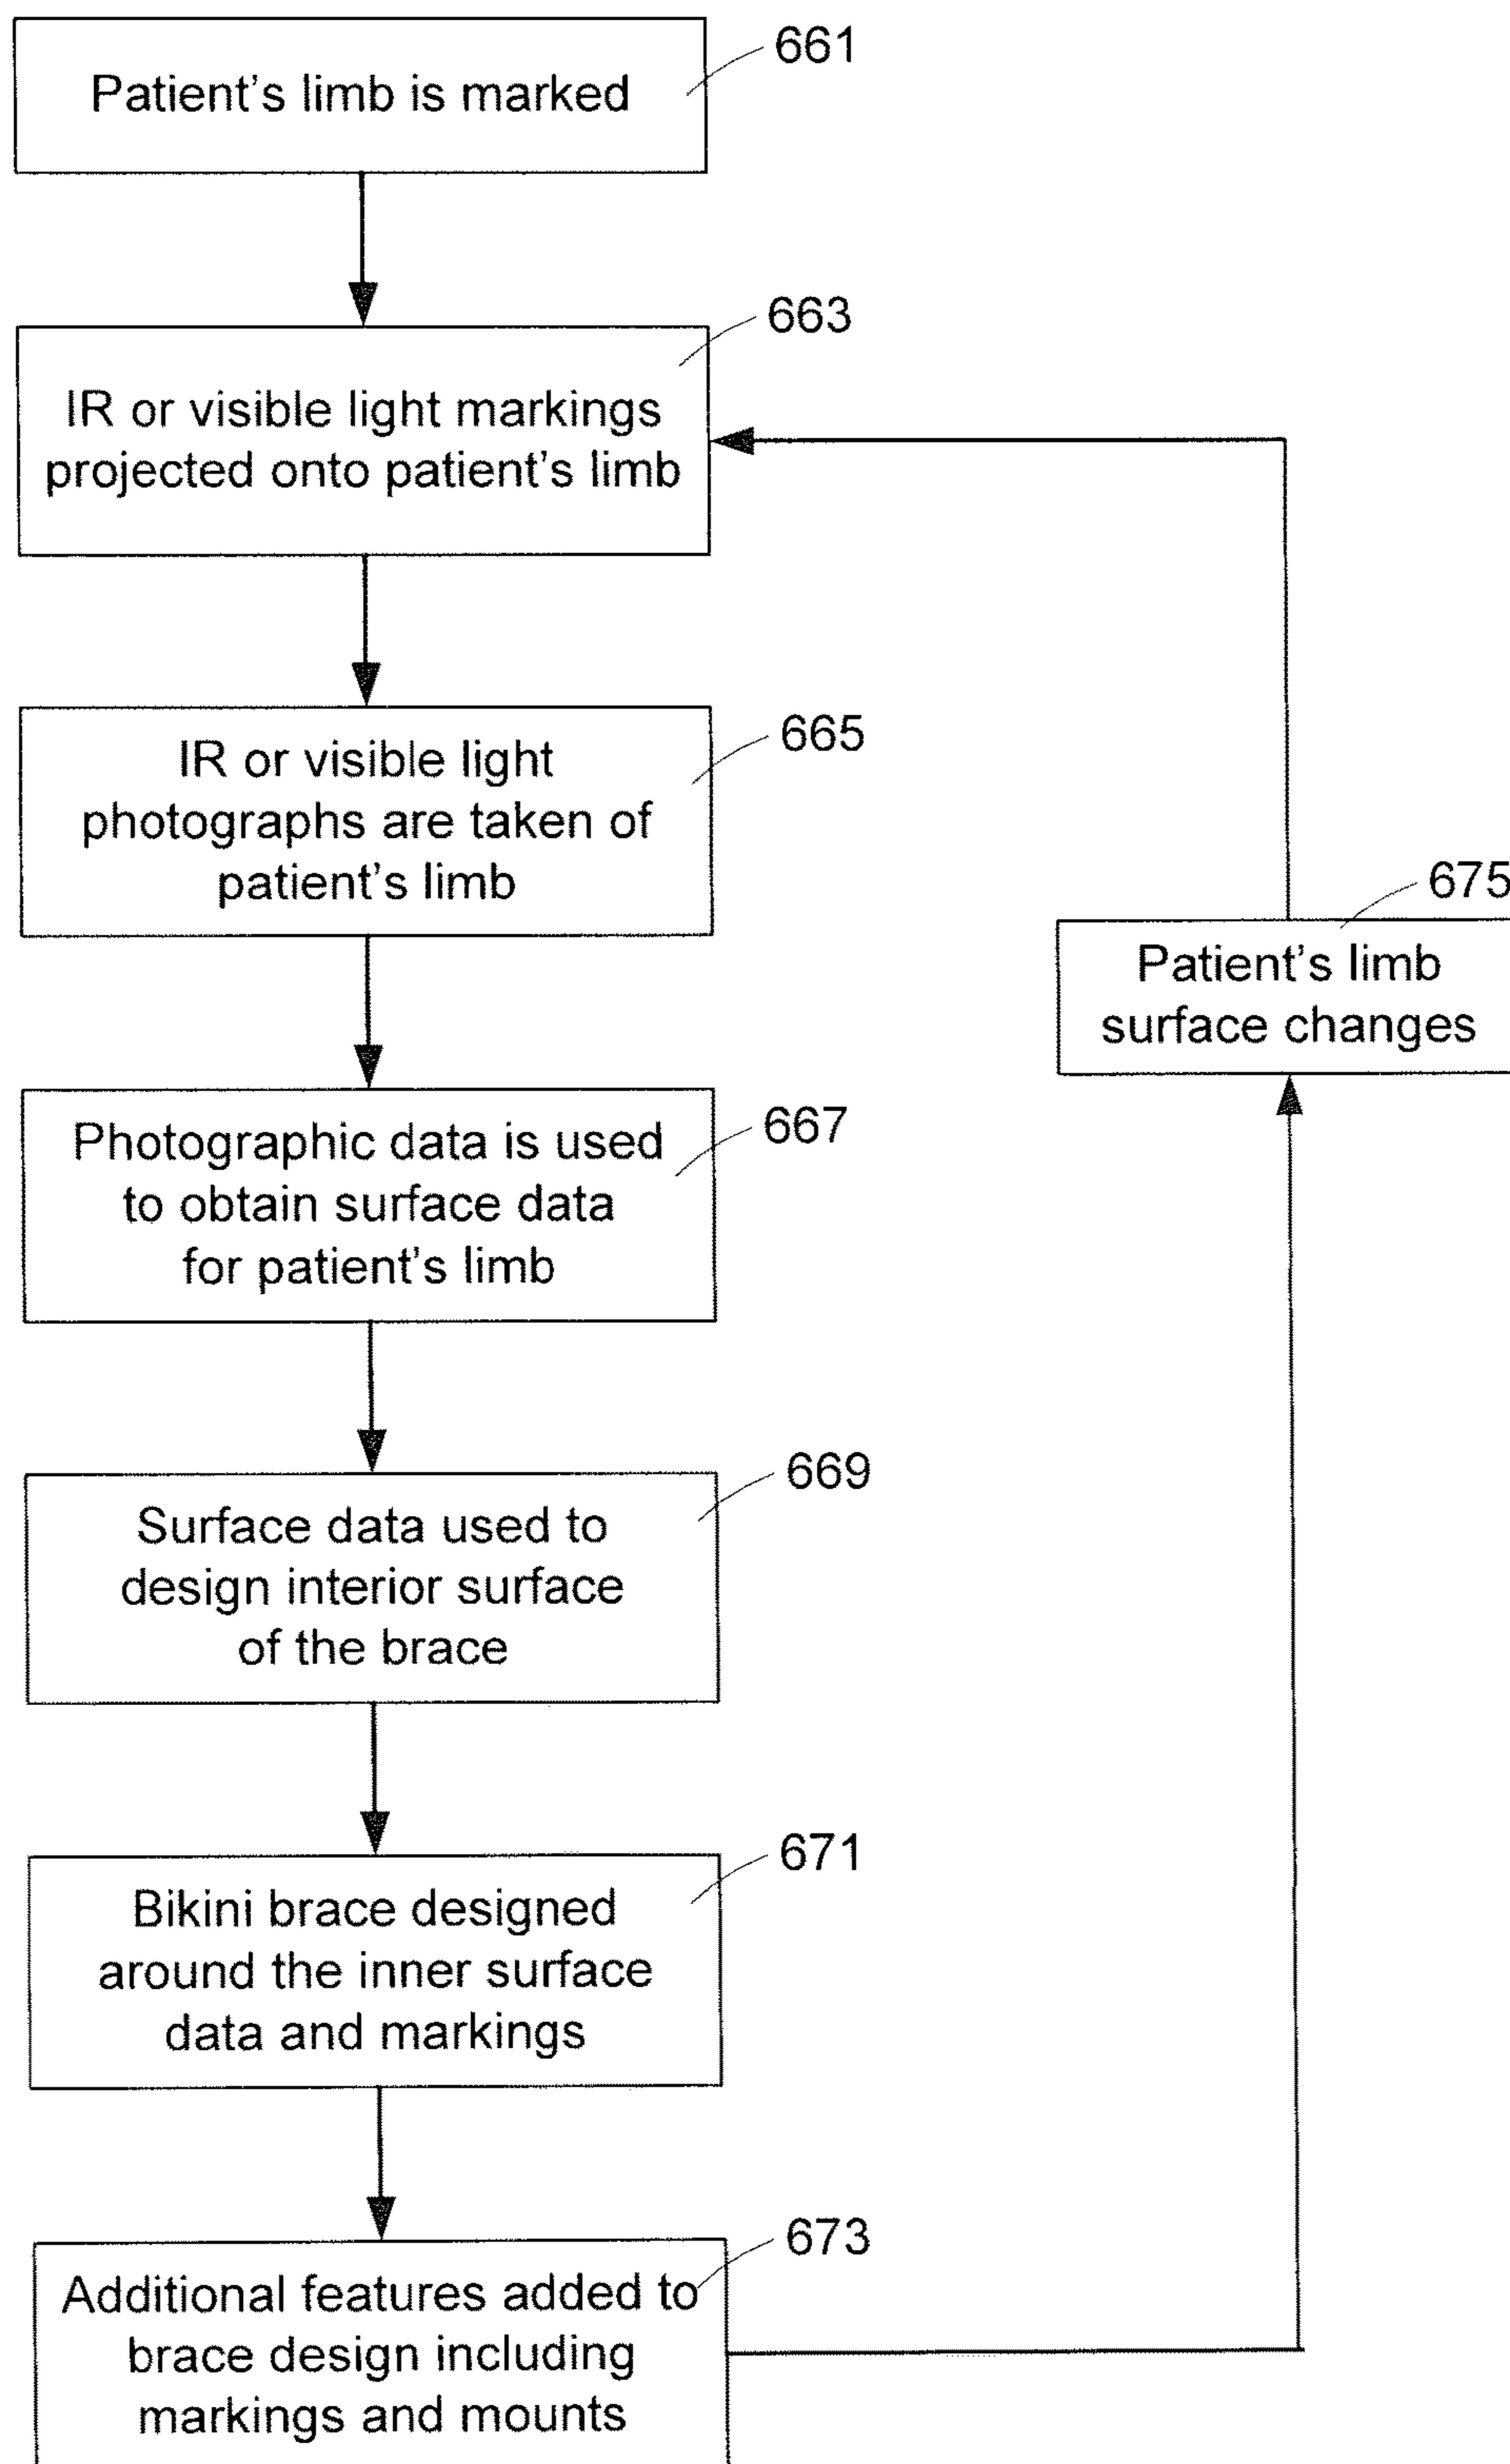 661
Patient's limb is marked
663
IR or visible light markings
projected onto patient's limb
665
IR or visible light
photographs are taken of
patient's limb
675
Patient's limb
surface changes
667
Photographic data is used
to obtain surface data
for patient's limb
669
Surface data used to
design interior surface
of the brace
671
Bikini brace designed
around the inner surface
data and markings
673
Additional features added to
brace design including
markings and mounts